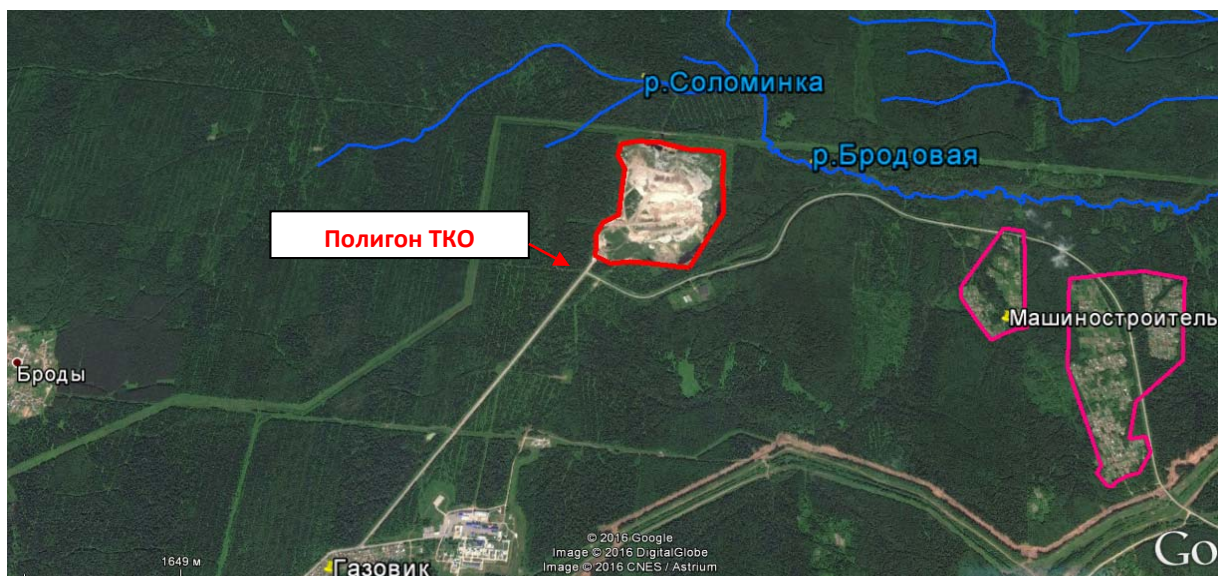 р.Соломинка
р.Бродовая
Полигон ТКО
Машиностроитель
Броды
1649 м
Газовик
© 2016 Google
Image © 2016 DigitalGlobe
Image © 2016 CNES / Astrium
Go